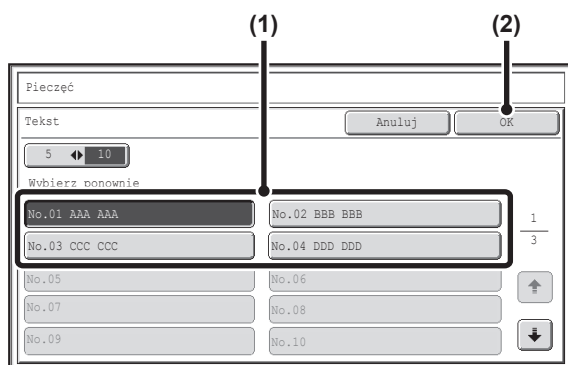 (1) (2)
Pieczęć
Tekst Anuluj OK
5 10
Wybierz ponownie
No.01 AAA AAA No.02 BBB BBB 1
No.03 CCC CCC No.04 DDD DDD 3
No.05 No.06
No.07 No.08
No.09 No.10